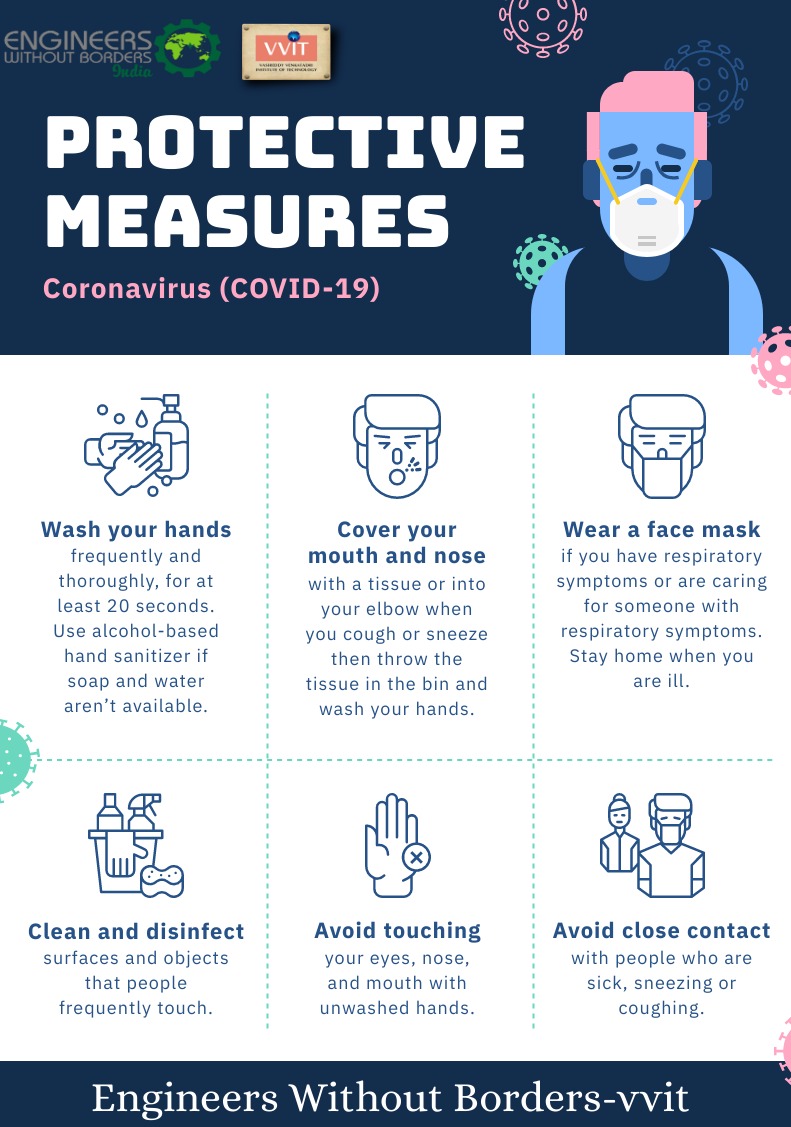 ENGINEERS
WITHOUT BORDERS
India
VVIT
VASIREDDY VENKATADRI
INSTITUTE OF TECHNOLOGY
PROTECTIVE
MEASURES
Coronavirus (COVID-19)
Wash your hands
frequently and
thoroughly, for at
least 20 seconds.
Use alcohol-based
hand sanitizer if
soap and water
aren’t available.
Cover your
mouth and nose
with a tissue or into
your elbow when
you cough or sneeze
then throw the
tissue in the bin and
wash your hands.
Wear a face mask
if you have respiratory
symptoms or are caring
for someone with
respiratory symptoms.
Stay home when you
are ill.
Clean and disinfect
surfaces and objects
that people
frequently touch.
Avoid touching
your eyes, nose,
and mouth with
unwashed hands.
Avoid close contact
with people who are
sick, sneezing or
coughing.
Engineers Without Borders-vvit